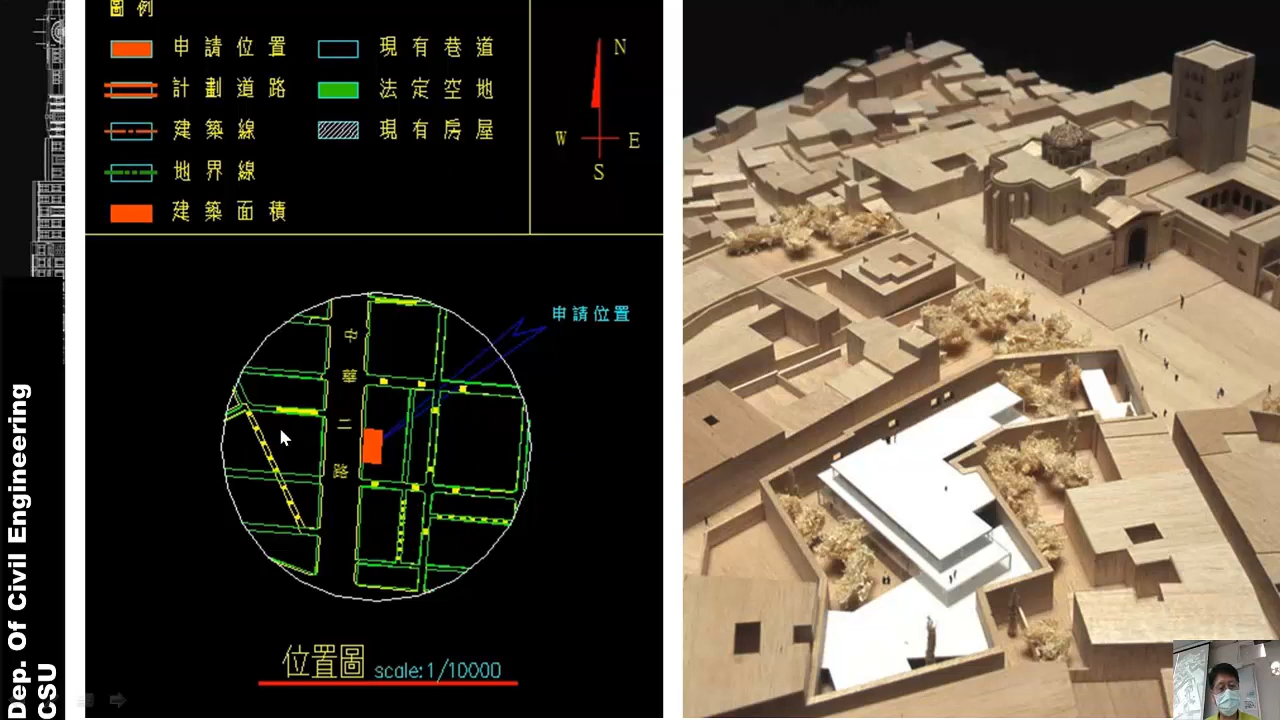 圖例
申請位置
現有巷道
計劃道路
法定空地
建築線
現有房屋
地界線
建築面積
N
W E
S
申請位置
中
華
二
路
位置圖 scale:1/10000
Dep. Of Civil Engineering
CSU